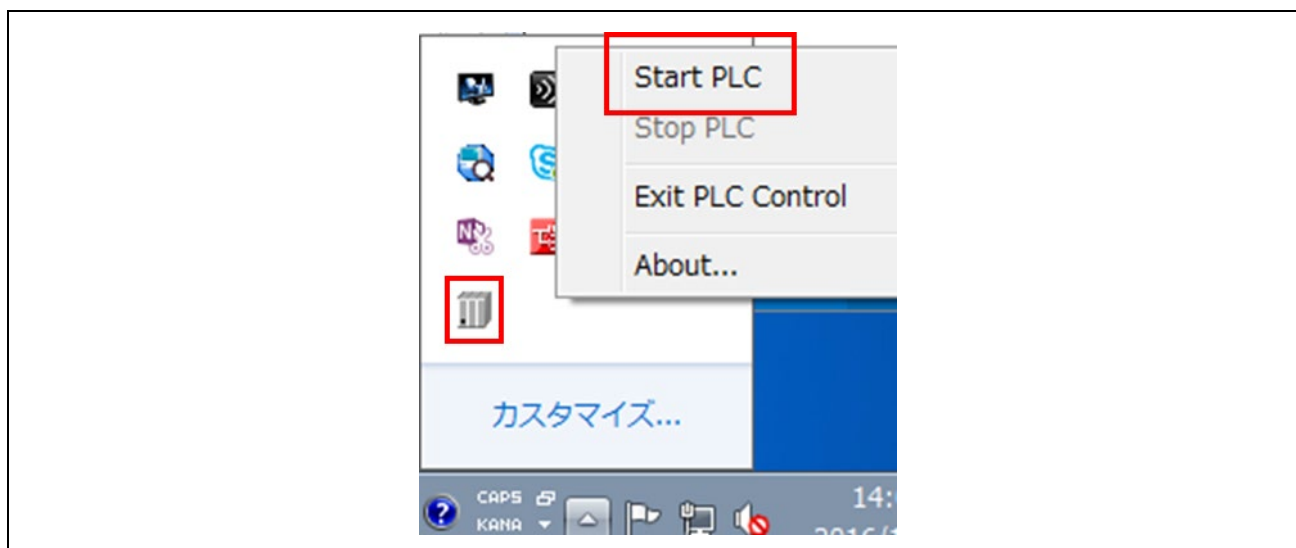 Start PLC
Stop PLC
Exit PLC Control
About...
カスタマイズ...
CAPS
KANA
14: